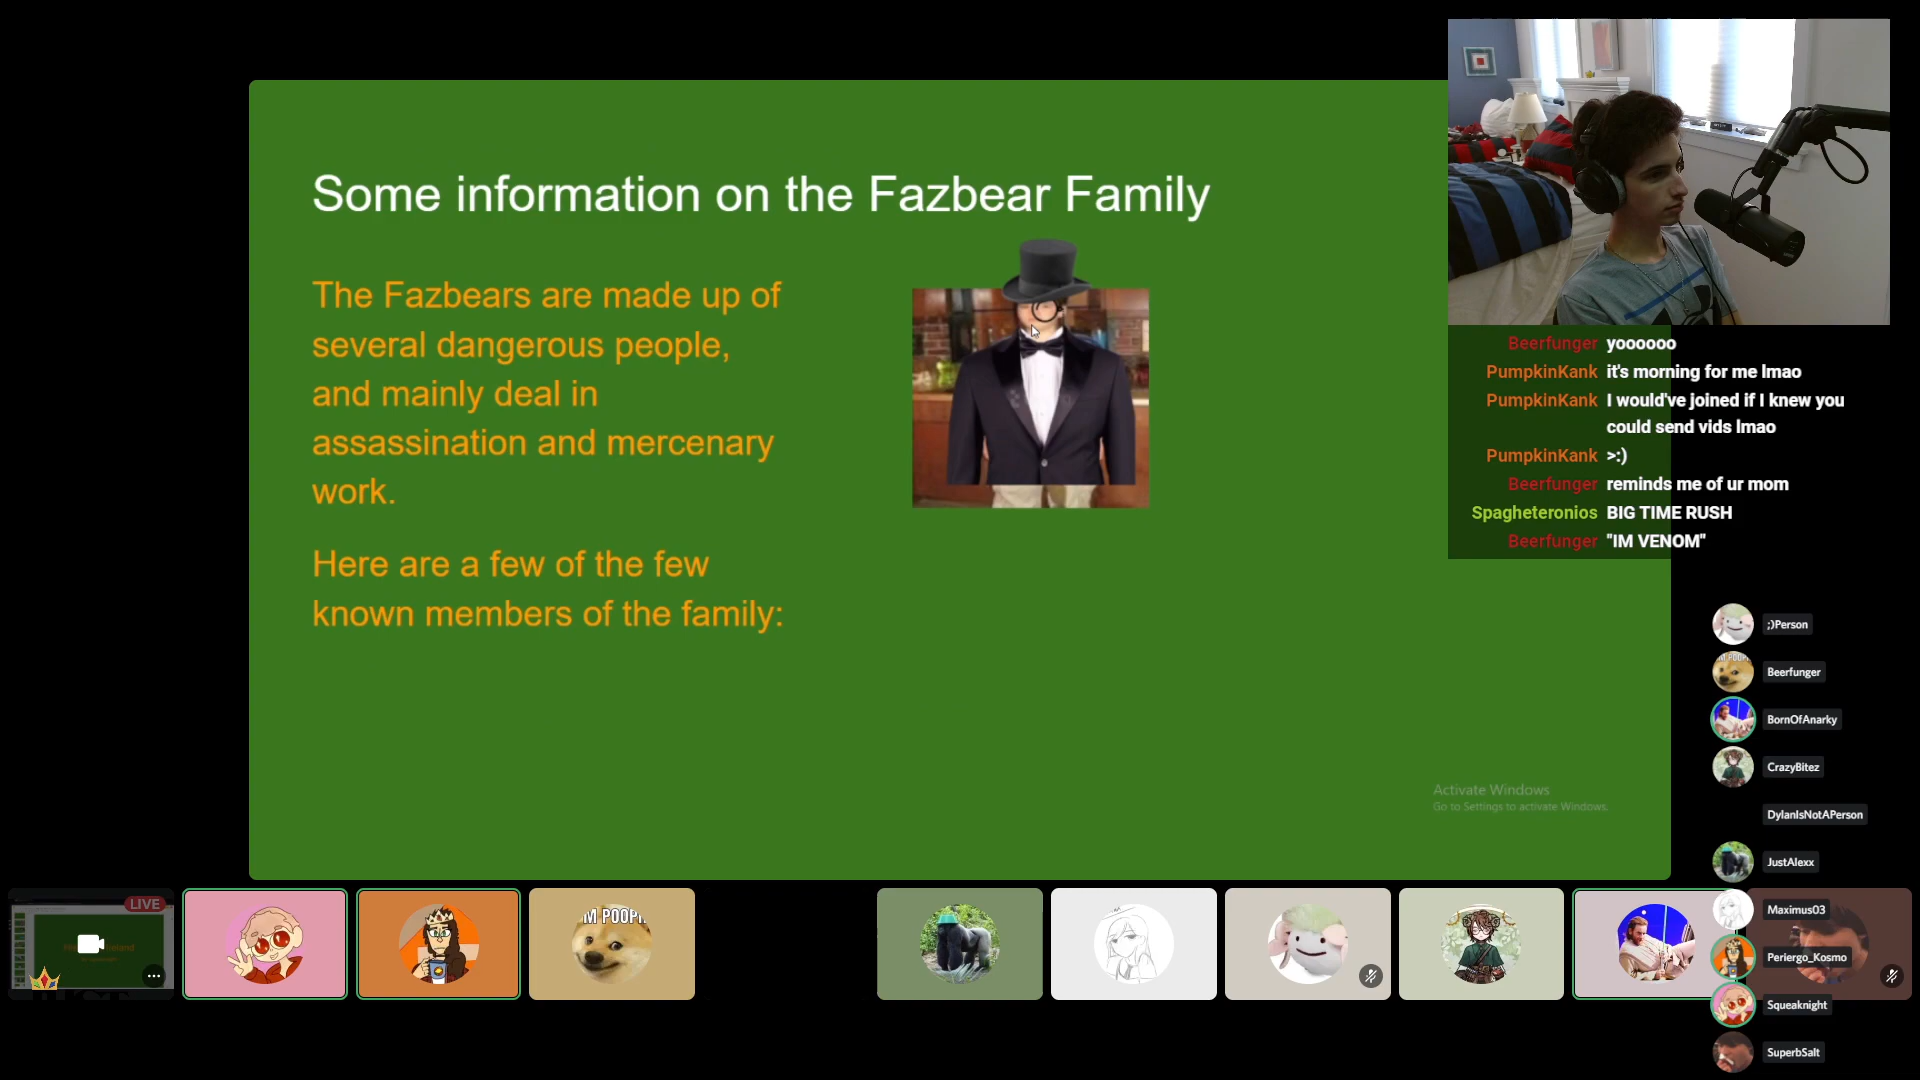 Some information on the Fazbear Family
The Fazbears are made up of
several dangerous people,
and mainly deal in
assassination and mercenary
work.
Here are a few of the few
known members of the family:
Beerfunger yoooooo
PumpkinKank it's morning for me lmao
PumpkinKank I would've joined if I knew you
could send vids lmao
PumpkinKank >:)
Beerfunger reminds me of ur mom
Spagheteronios BIG TIME RUSH
Beerfunger "IM VENOM"
Activate Windows
Go to Settings to activate Windows.
;)Person
Beerfunger
BornOfAnarky
CrazyBitez
DylanIsNotAPerson
JustAlexx
Maximus03
Periergo_Kosmo
Squeaknight
SuperbSalt
LIVE